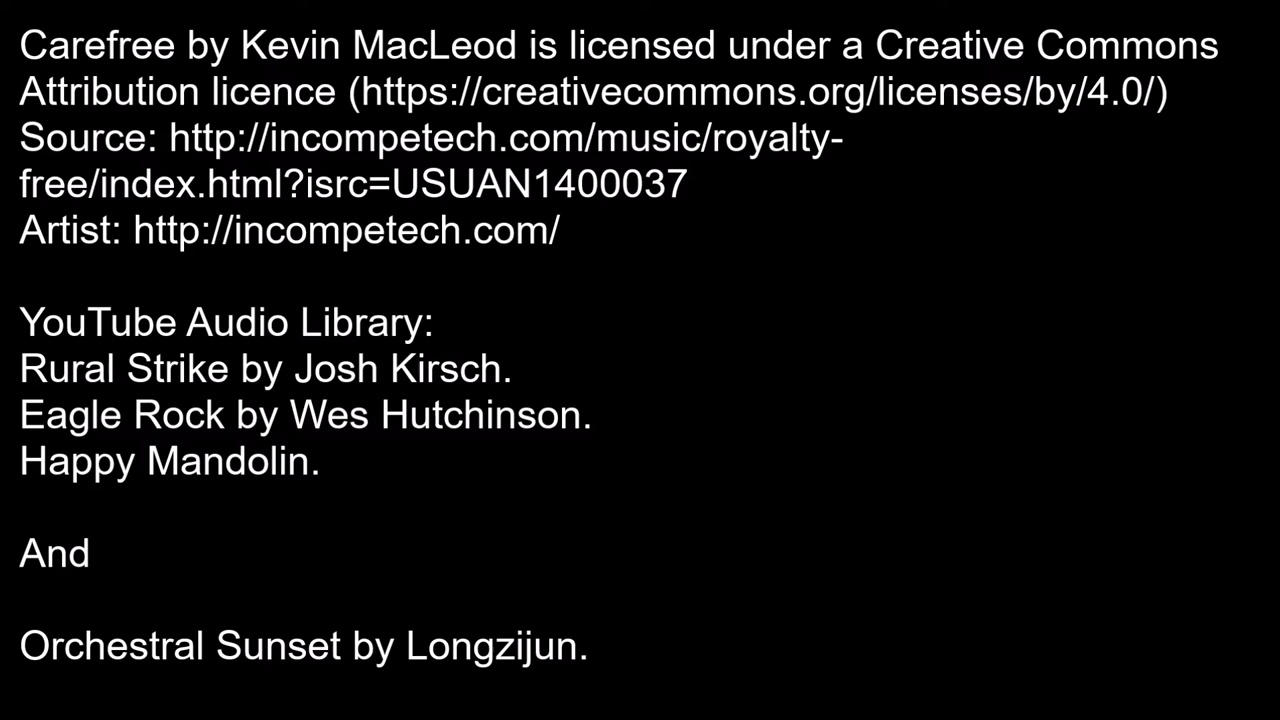 Carefree by Kevin MacLeod is licensed under a Creative Commons
Attribution licence (https://creativecommons.org/licenses/by/4.0/)
Source: http://incompetech.com/music/royalty-
free/index.html?isrc=USUAN1400037
Artist: http://incompetech.com/
YouTube Audio Library:
Rural Strike by Josh Kirsch.
Eagle Rock by Wes Hutchinson.
Happy Mandolin.
And
Orchestral Sunset by Longzijun.